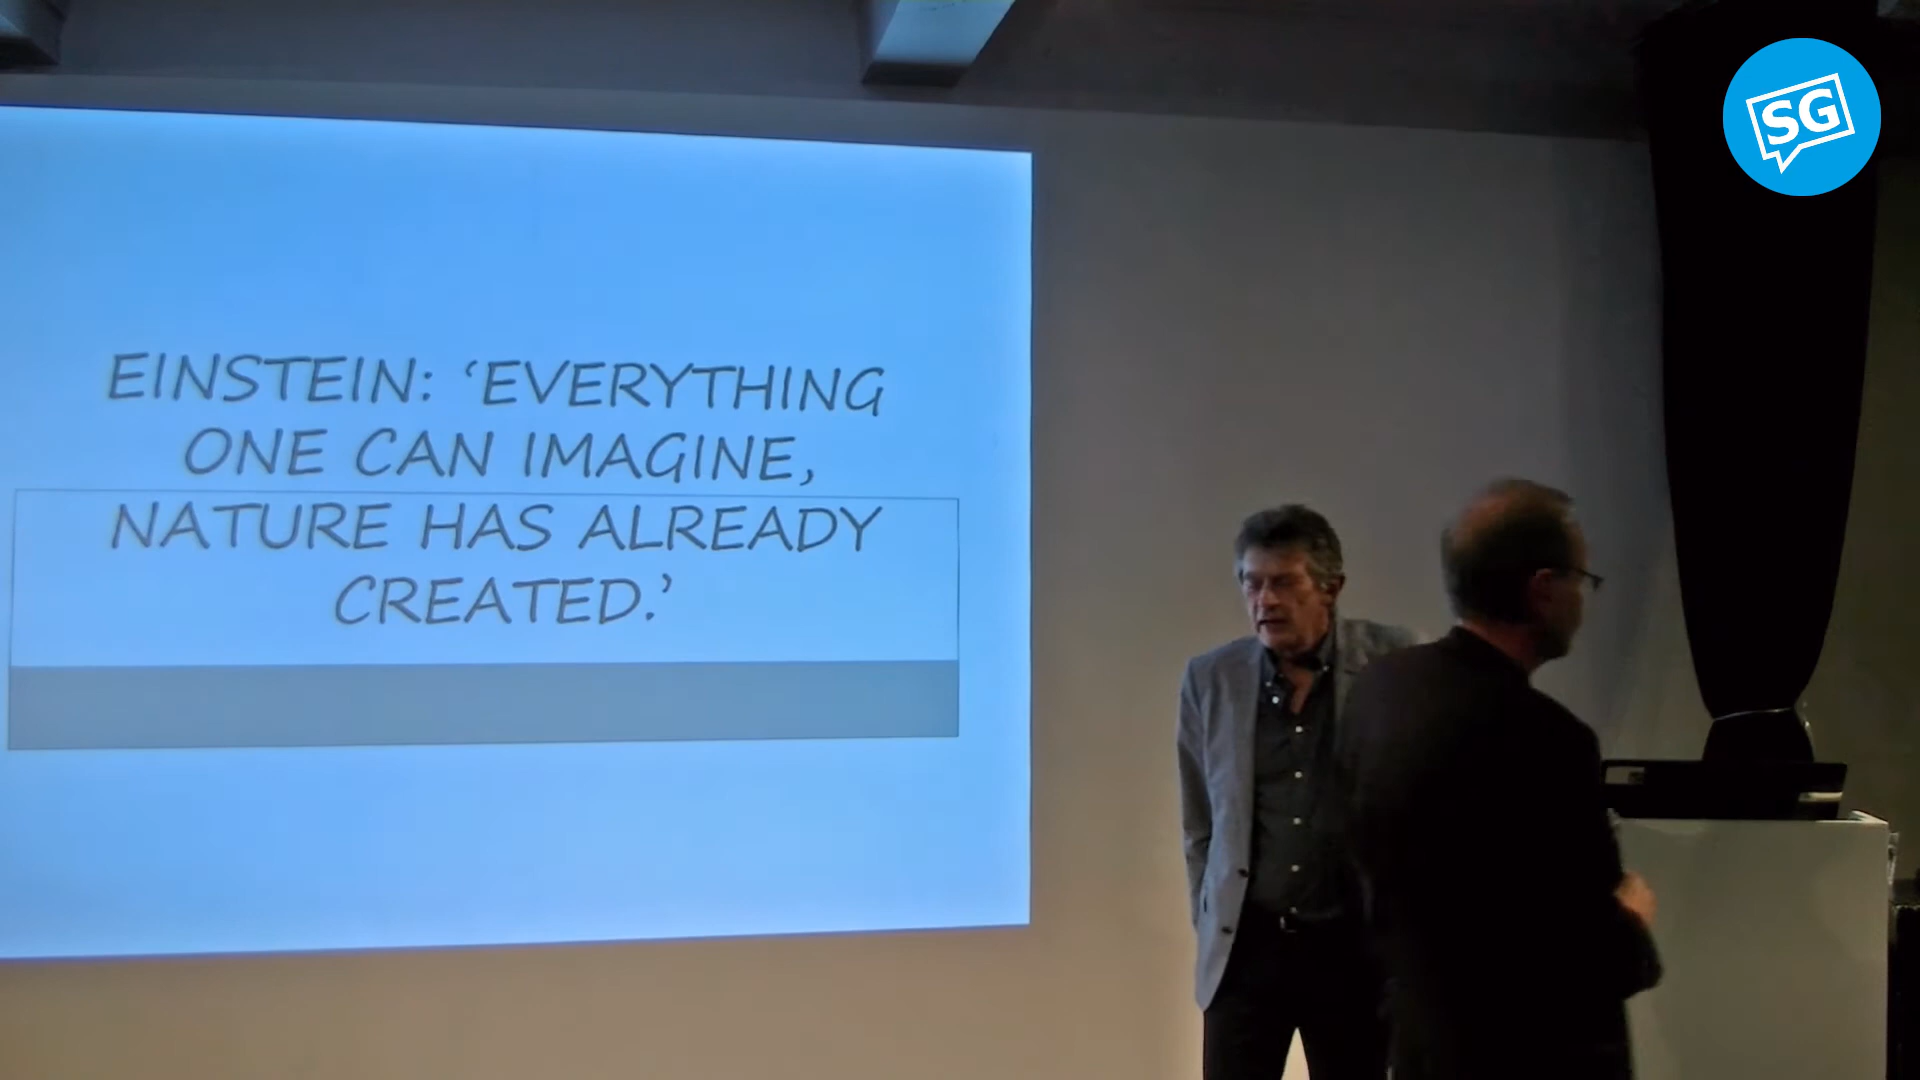 EINSTEIN: ‘EVERYTHING
ONE CAN IMAGINE,
NATURE HAS ALREADY
CREATED.’
SG